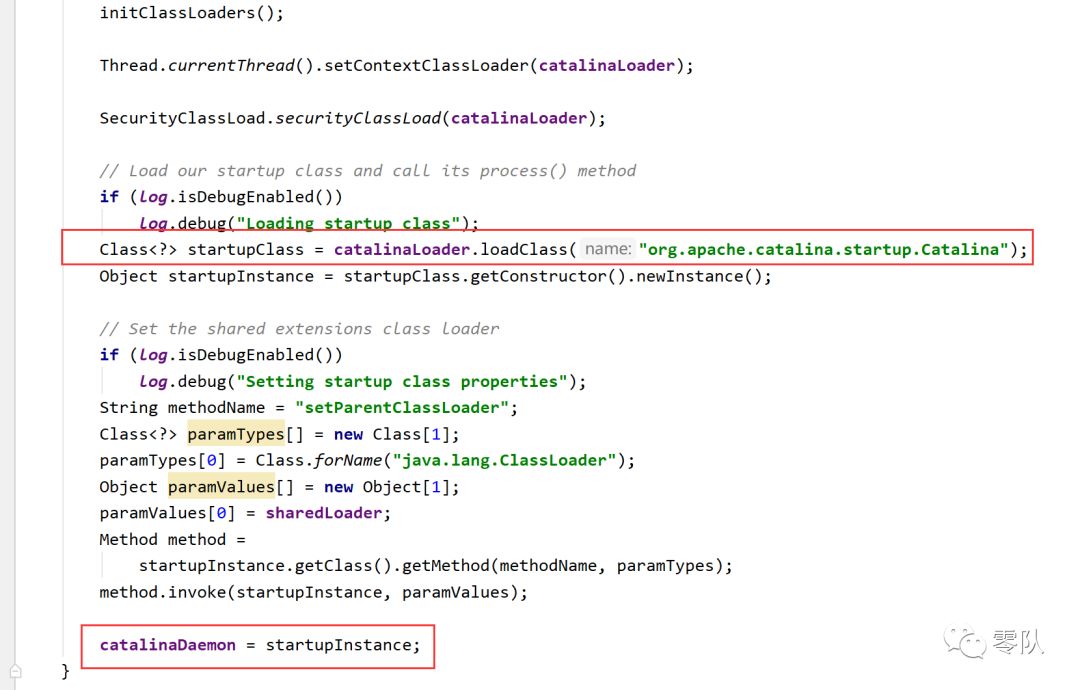 initClassLoaders();
Thread.currentThread().setContextClassLoader(catalinaLoader);
SecurityClassLoad.securityClassLoad(catalinaLoader);
// Load our startup class and call its process() method
if (log.isDebugEnabled())
log.debug("Loading startup class");
Class<?> startupClass = catalinaLoader.loadClass( name: "org.apache.catalina.startup.Catalina");
Object startupInstance = startupClass.getConstructor().newInstance();
// Set the shared extensions class loader
if (log.isDebugEnabled())
log.debug("Setting startup class properties");
String methodName = "setParentClassLoader";
Class<?> paramTypes[] = new Class[1];
paramTypes[0] = Class.forName("java.lang.ClassLoader");
Object paramValues[] = new Object[1];
paramValues[0] = sharedLoader;
Method method =
startupInstance.getClass().getMethod(methodName, paramTypes);
method.invoke(startupInstance, paramValues);
catalinaDaemon = startupInstance;
}
零队